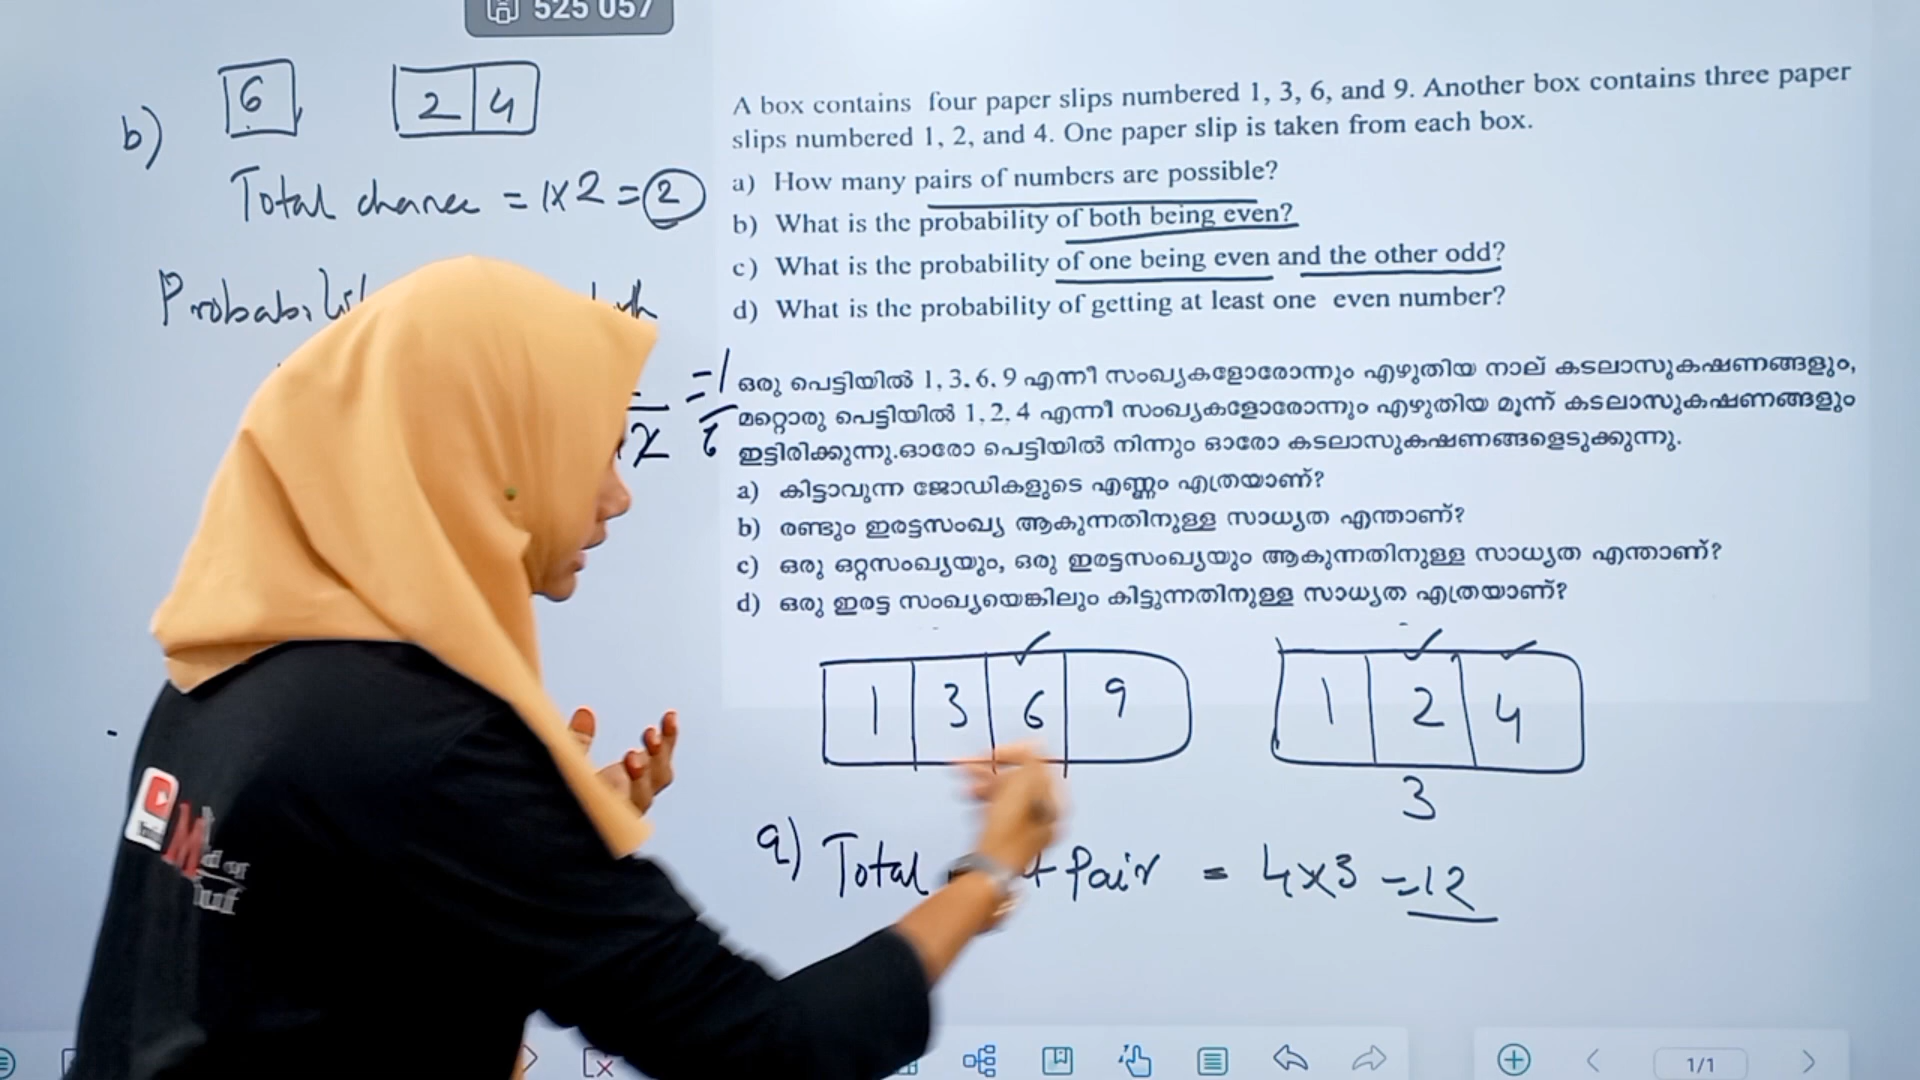 525 057
b) 6 2 4
Total chance = 1×2 = 2
A box contains four paper slips numbered 1, 3, 6, and 9. Another box contains three paper
slips numbered 1, 2, and 4. One paper slip is taken from each box.
a) How many pairs of numbers are possible?
b) What is the probability of both being even?
c) What is the probability of one being even and the other odd?
d) What is the probability of getting at least one even number?
ഒരു പെട്ടിയിൽ 1, 3. 6. 9 എന്നീ സംഖ്യകളോരോന്നും എഴുതിയ നാല് കടലാസുകഷണങ്ങളും,
മറ്റൊരു പെട്ടിയിൽ 1, 2, 4 എന്നീ സംഖ്യകളോരോന്നും എഴുതിയ മൂന്ന് കടലാസുകഷണങ്ങളും
ഇട്ടിരിക്കുന്നു.ഓരോ പെട്ടിയിൽ നിന്നും ഓരോ കടലാസുകഷണങ്ങളെടുക്കുന്നു.
a) കിട്ടാവുന്ന ജോഡികളുടെ എണ്ണം എത്രയാണ്?
b) രണ്ടും ഇരട്ടസംഖ്യ ആകുന്നതിനുള്ള സാധ്യത എന്താണ്?
c) ഒരു ഒറ്റസംഖ്യയും, ഒരു ഇരട്ടസംഖ്യയും ആകുന്നതിനുള്ള സാധ്യത എന്താണ്?
d) ഒരു ഇരട്ട സംഖ്യയെങ്കിലും കിട്ടുന്നതിനുള്ള സാധ്യത എത്രയാണ്?
1 3 6 9 1 2 4
3
a) Total Pair = 4×3 = 12
1/1